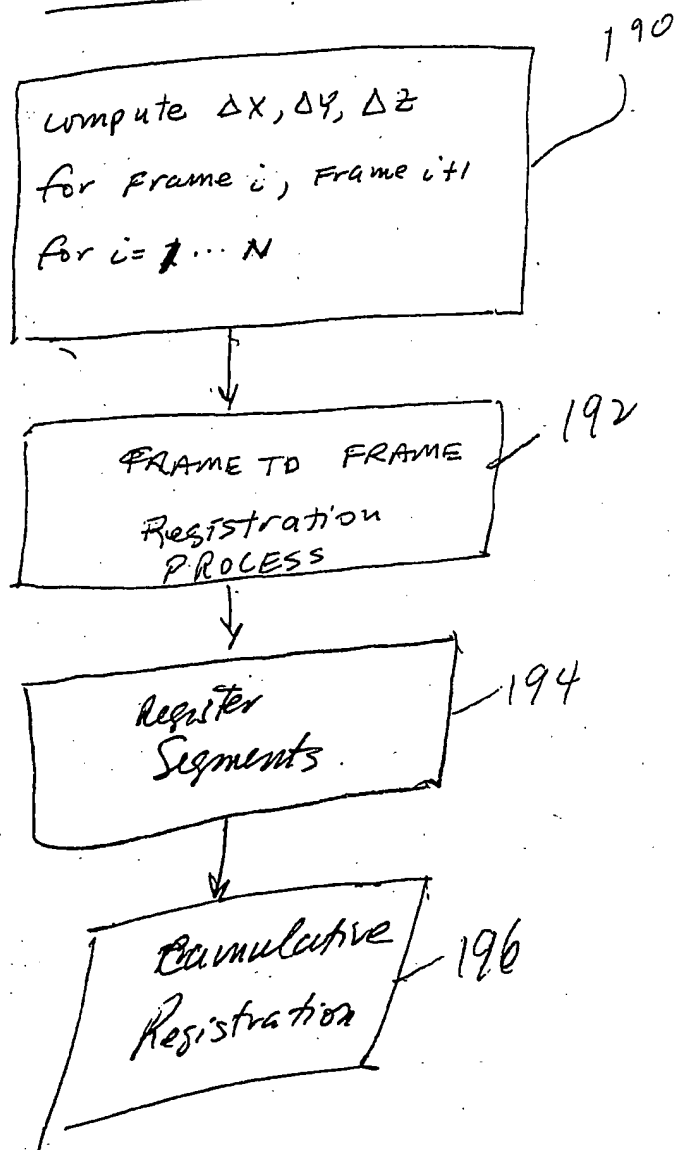 190
compute ΔX, ΔY, ΔZ
for Frame i, Frame i+1
for i= 1 ... N
192
FRAME TO FRAME
Registration
PROCESS
194
Register
Segments
196
Cumulative
Registration